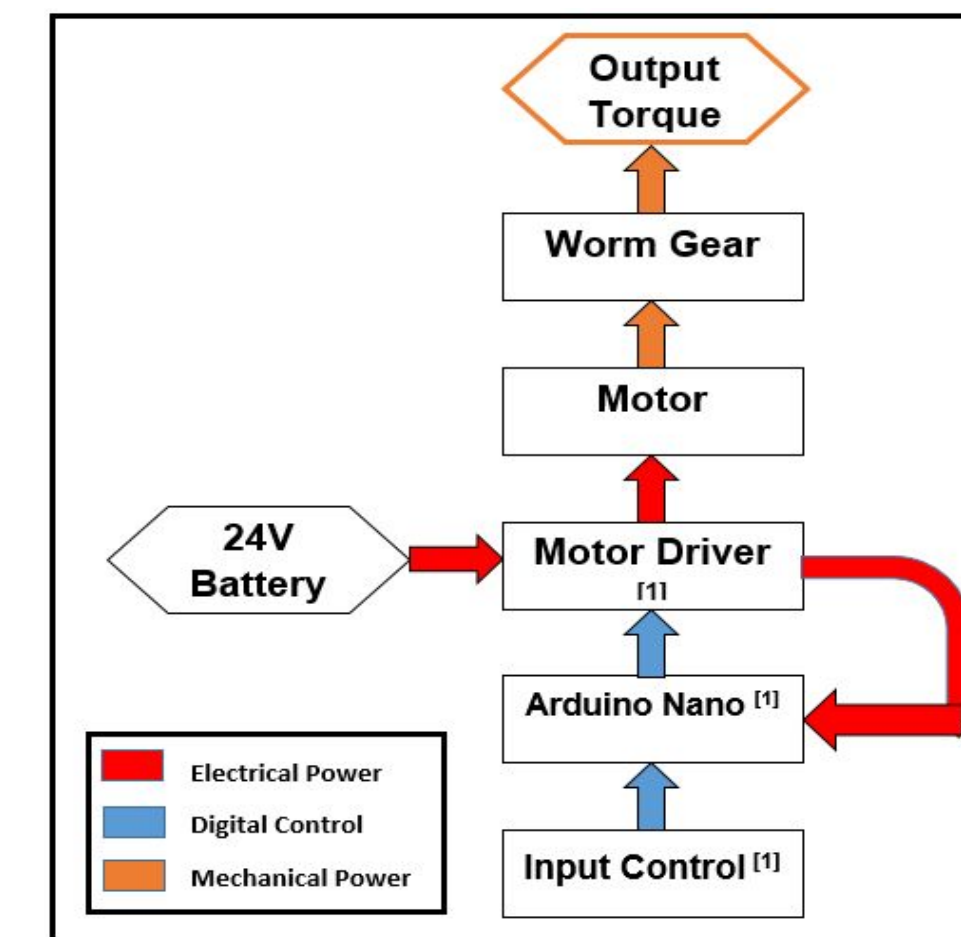 Output
Torque
Worm Gear
Motor
24V
Battery
Motor Driver
[1]
Arduino Nano [1]
Input Control [1]
Electrical Power
Digital Control
Mechanical Power